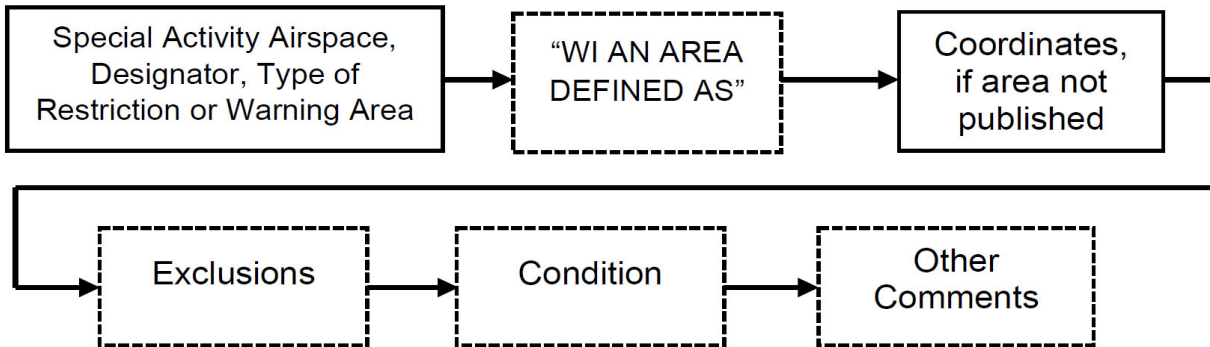 Special Activity Airspace,
Designator, Type of
Restriction or Warning Area
“WI AN AREA
DEFINED AS”
Coordinates,
if area not
published
Exclusions
Condition
Other
Comments